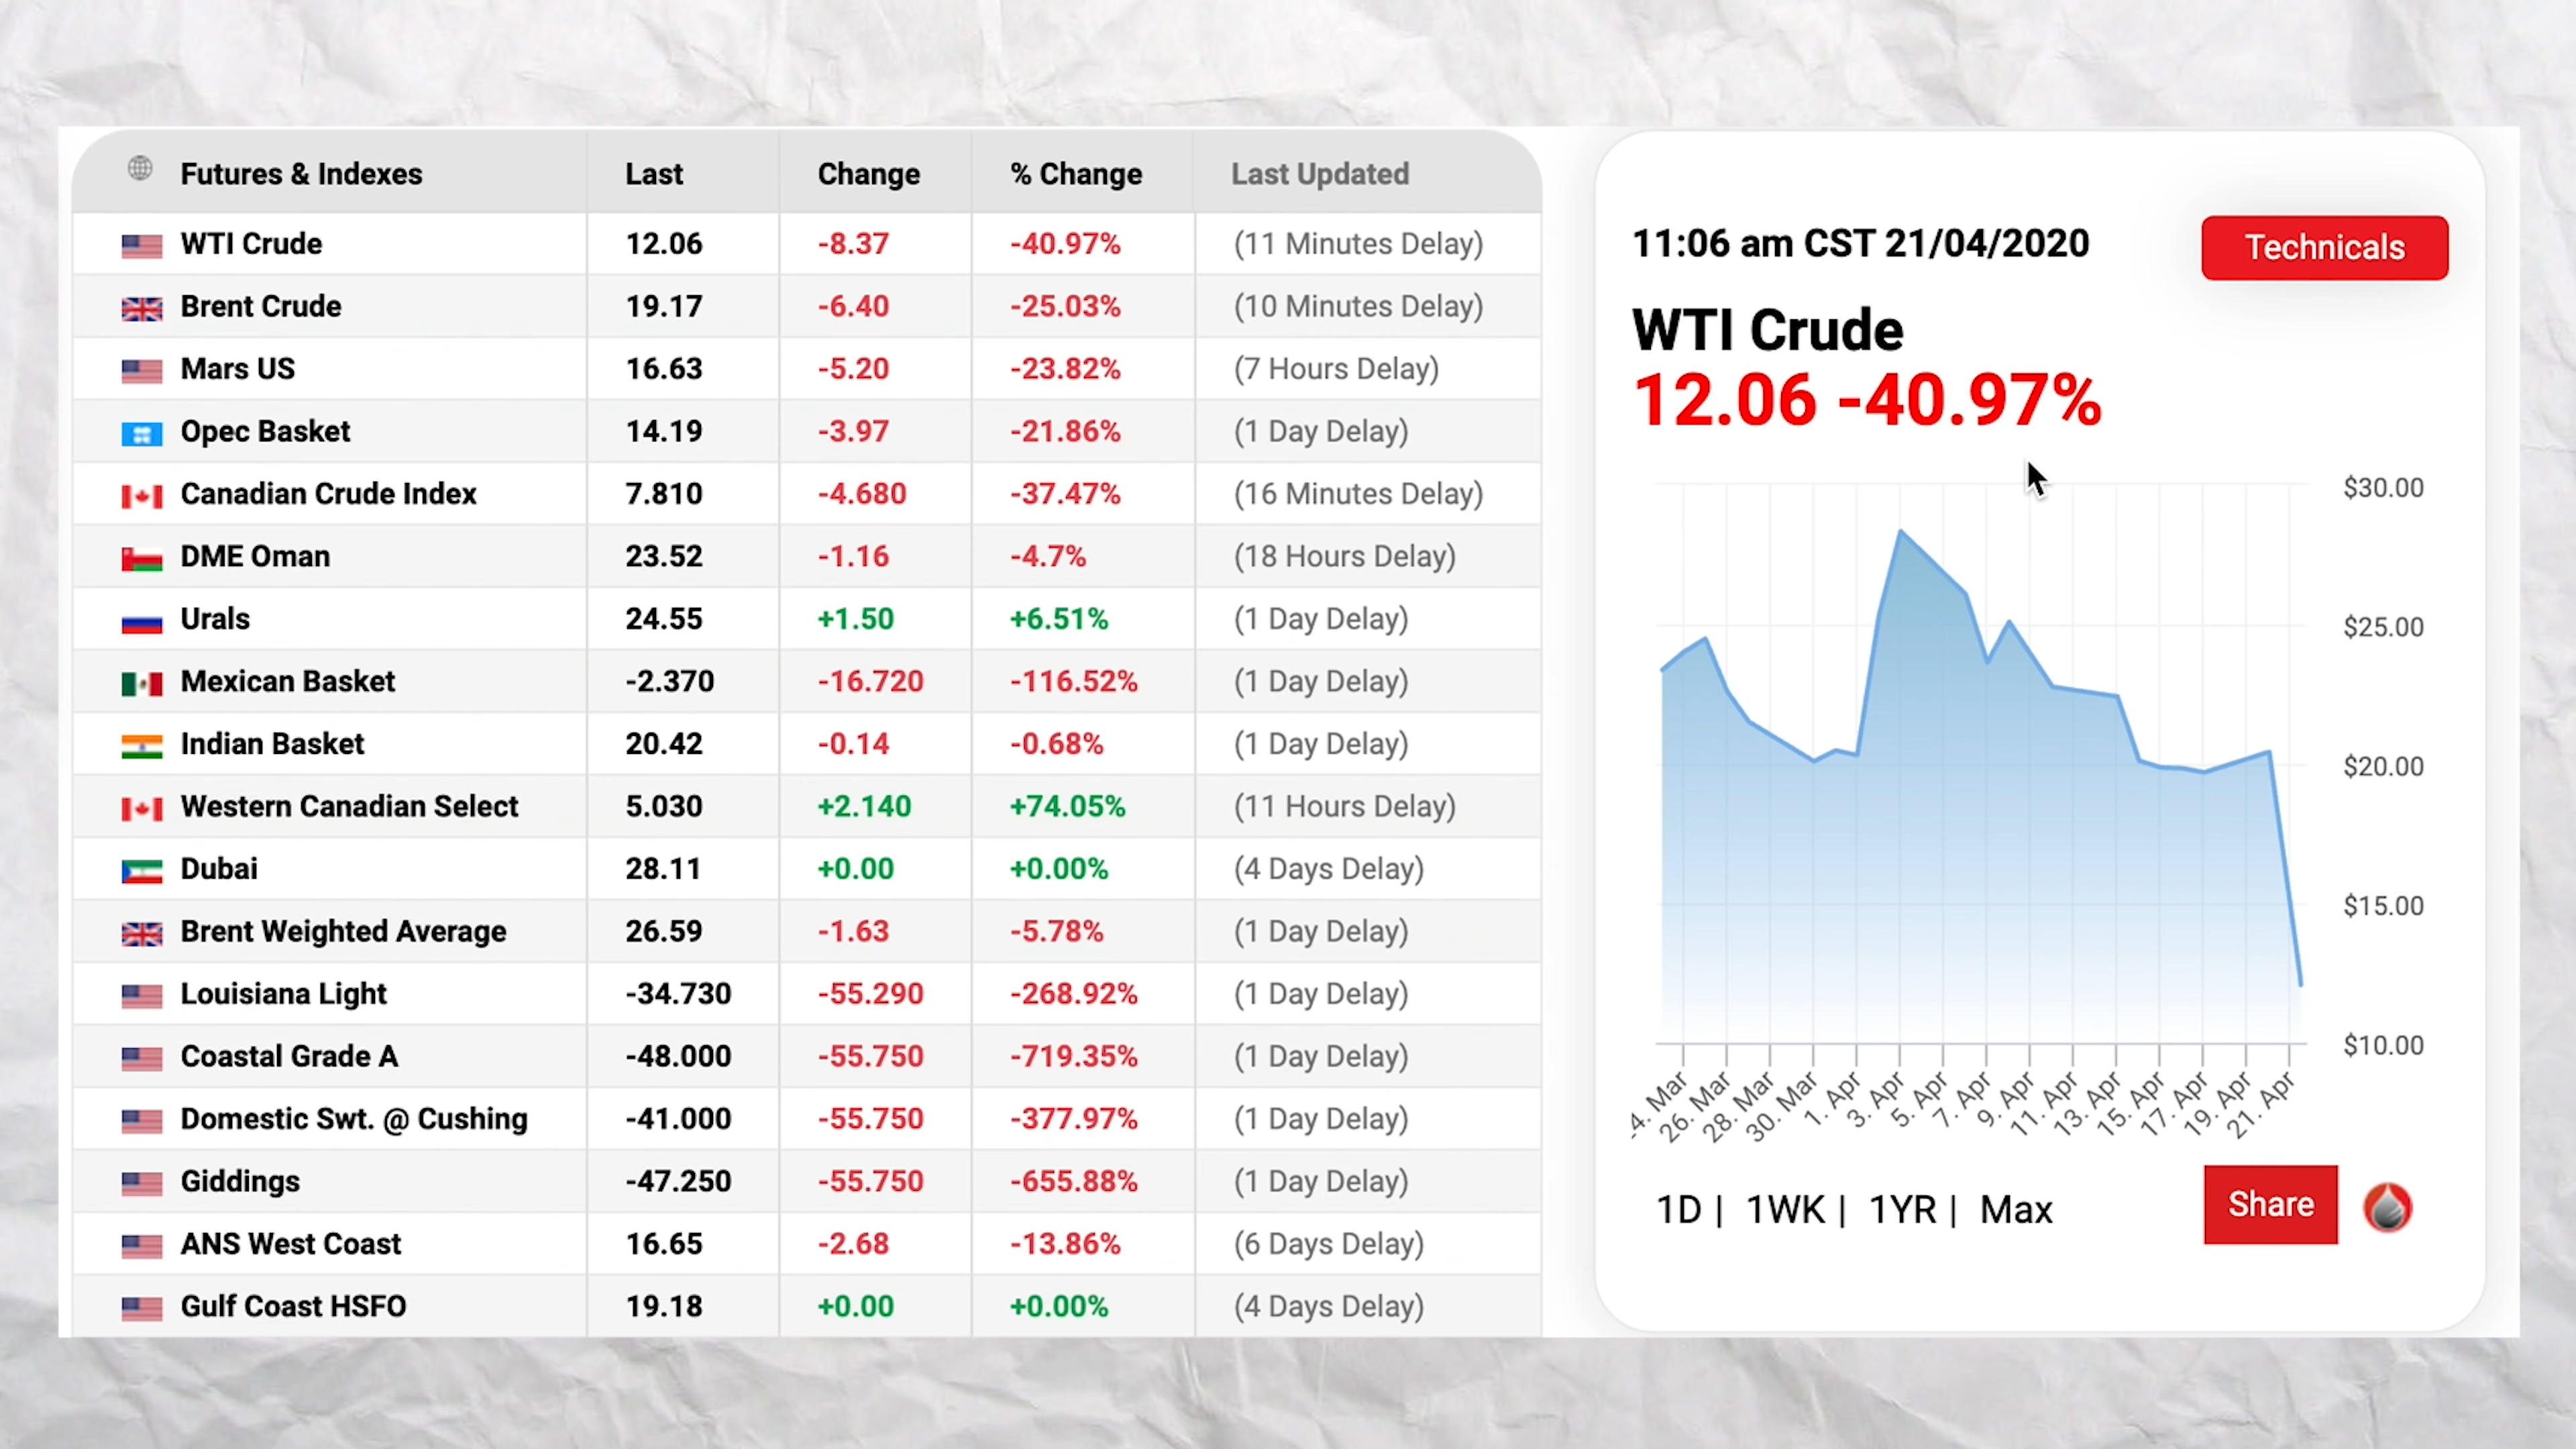 Futures & Indexes Last Change % Change Last Updated
WTI Crude 12.06 -8.37 -40.97% (11 Minutes Delay)
Brent Crude 19.17 -6.40 -25.03% (10 Minutes Delay)
Mars US 16.63 -5.20 -23.82% (7 Hours Delay)
Opec Basket 14.19 -3.97 -21.86% (1 Day Delay)
Canadian Crude Index 7.810 -4.680 -37.47% (16 Minutes Delay)
DME Oman 23.52 -1.16 -4.7% (18 Hours Delay)
Urals 24.55 +1.50 +6.51% (1 Day Delay)
Mexican Basket -2.370 -16.720 -116.52% (1 Day Delay)
Indian Basket 20.42 -0.14 -0.68% (1 Day Delay)
Western Canadian Select 5.030 +2.140 +74.05% (11 Hours Delay)
Dubai 28.11 +0.00 +0.00% (4 Days Delay)
Brent Weighted Average 26.59 -1.63 -5.78% (1 Day Delay)
Louisiana Light -34.730 -55.290 -268.92% (1 Day Delay)
Coastal Grade A -48.000 -55.750 -719.35% (1 Day Delay)
Domestic Swt. @ Cushing -41.000 -55.750 -377.97% (1 Day Delay)
Giddings -47.250 -55.750 -655.88% (1 Day Delay)
ANS West Coast 16.65 -2.68 -13.86% (6 Days Delay)
Gulf Coast HSFO 19.18 +0.00 +0.00% (4 Days Delay)
11:06 am CST 21/04/2020
Technicals
WTI Crude
12.06 -40.97%
$30.00
$25.00
$20.00
$15.00
$10.00
4. Mar 26. Mar 28. Mar 30. Mar 1. Apr 3. Apr 5. Apr 7. Apr 9. Apr 11. Apr 13. Apr 15. Apr 17. Apr 19. Apr 21. Apr
1D | 1WK | 1YR | Max
Share